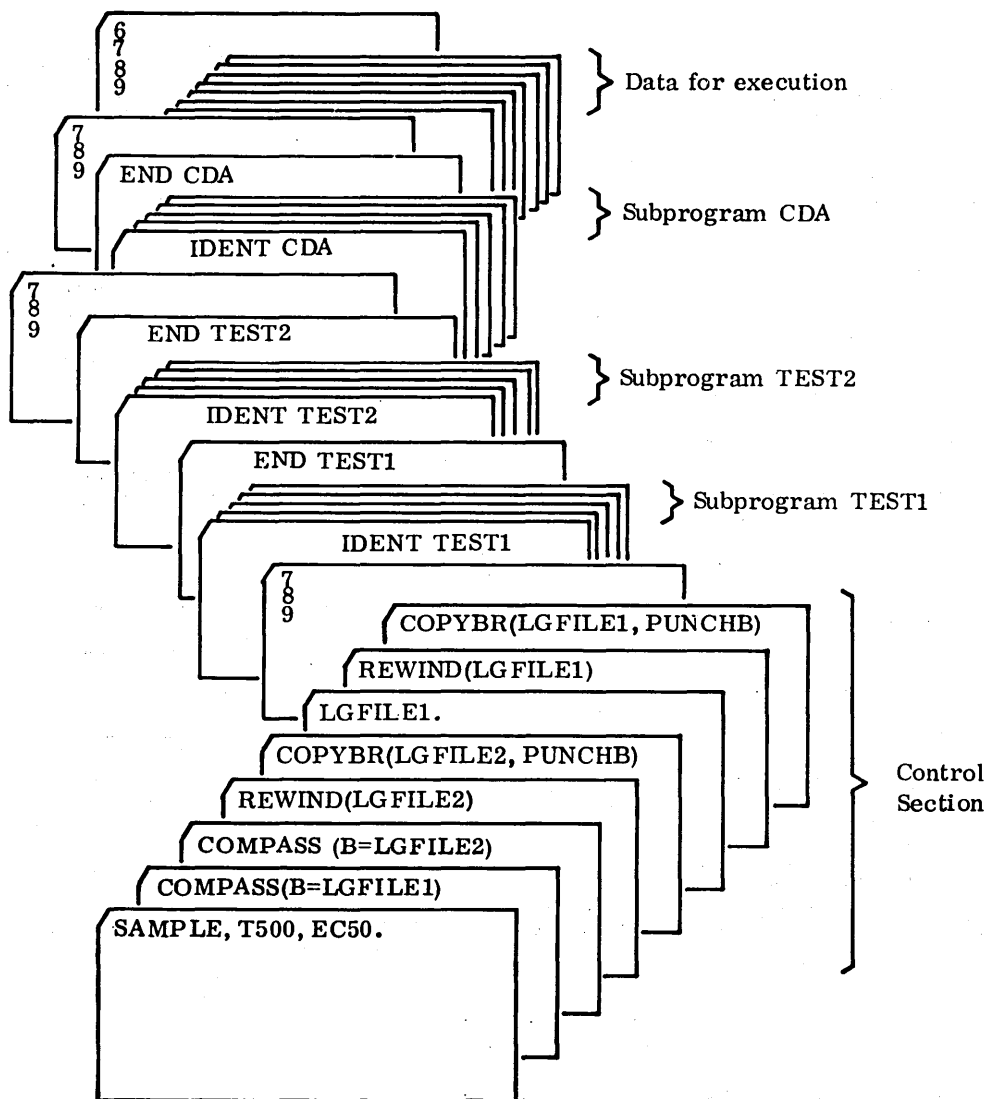 6
7
8
9
Data for execution
7
8
9
END CDA
Subprogram CDA
IDENT CDA
7
8
9
END TEST2
Subprogram TEST2
IDENT TEST2
END TEST1
Subprogram TEST1
IDENT TEST1
7
8
9
COPYBR(LGFILE1, PUNCHB)
REWIND(LGFILE1)
LGFILE1.
COPYBR(LGFILE2, PUNCHB)
REWIND(LGFILE2)
COMPASS (B=LGFILE2)
COMPASS(B=LGFILE1)
SAMPLE, T500, EC50.
Control
Section